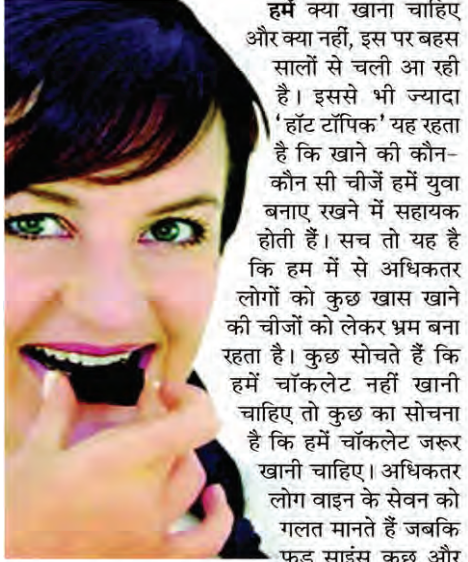 हमें क्या खाना चाहिए
और क्या नहीं, इस पर बहस
सालों से चली आ रही
है। इससे भी ज्यादा
'हॉट टॉपिक' यह रहता
है कि खाने की कौन-
कौन सी चीजें हमें युवा
बनाए रखने में सहायक
होती हैं। सच तो यह है
कि हम में से अधिकतर
लोगों को कुछ खास खाने
की चीजों को लेकर भ्रम बना
रहता है। कुछ सोचते हैं कि
हमें चॉकलेट नहीं खानी
चाहिए तो कुछ का सोचना
है कि हमें चॉकलेट जरूर
खानी चाहिए। अधिकतर
लोग वाइन के सेवन को
गलत मानते हैं जबकि
फूड साइंस कुछ और